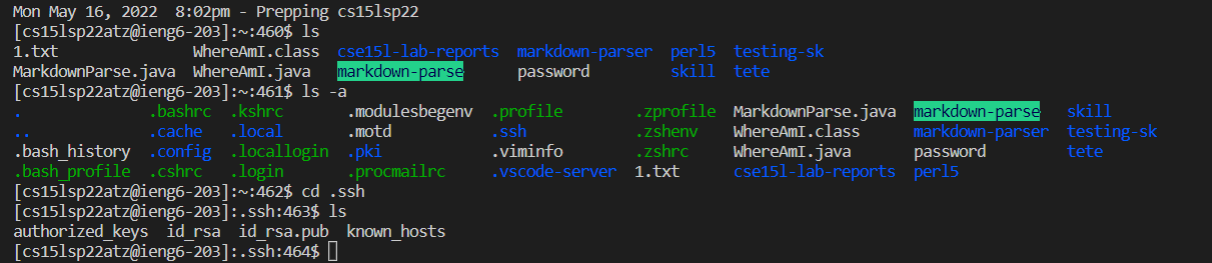 Mon May 16, 2022  8:02pm - Prepping cs15lsp22
[cs15lsp22atz@ieng6-203]:~:460$ ls
1.txt              WhereAmI.class  cse15l-lab-reports  markdown-parser  perl5  testing-sk
MarkdownParse.java  WhereAmI.java   markdown-parse      password         skill  tete
[cs15lsp22atz@ieng6-203]:~:461$ ls -a
.              .bashrc  .kshrc       .modulesbegenv  .profile        .zprofile  MarkdownParse.java  markdown-parse   skill
..             .cache   .local       .motd           .ssh            .zshenv    WhereAmI.class      markdown-parser  testing-sk
.bash_history  .config  .locallogin  .pki            .viminfo        .zshrc     WhereAmI.java       password         tete
.bash_profile  .cshrc   .login       .procmailrc     .vscode-server  1.txt      cse15l-lab-reports  perl5
[cs15lsp22atz@ieng6-203]:~:462$ cd .ssh
[cs15lsp22atz@ieng6-203]:.ssh:463$ ls
authorized_keys  id_rsa  id_rsa.pub  known_hosts
[cs15lsp22atz@ieng6-203]:.ssh:464$